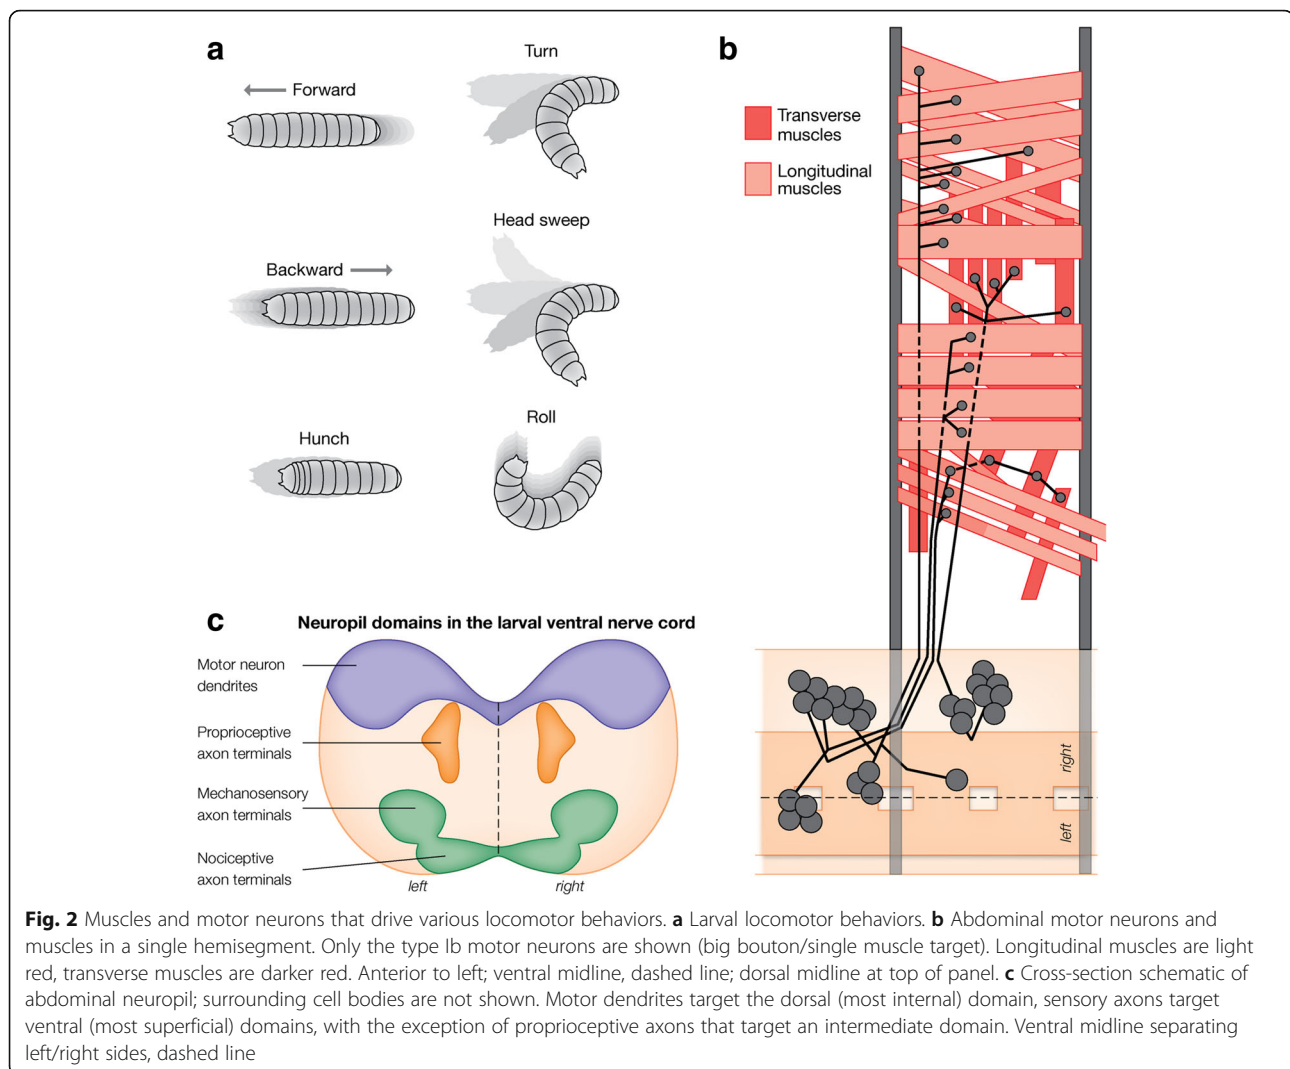 a
Forward
Turn
Backward
Head sweep
Hunch
Roll
b
Transverse
muscles
Longitudinal
muscles
right
left
c
Neuropil domains in the larval ventral nerve cord
Motor neuron
dendrites
Proprioceptive
axon terminals
Mechanosensory
axon terminals
Nociceptive
axon terminals
left
right
Fig. 2 Muscles and motor neurons that drive various locomotor behaviors. a Larval locomotor behaviors. b Abdominal motor neurons and
muscles in a single hemisegment. Only the type Ib motor neurons are shown (big bouton/single muscle target). Longitudinal muscles are light
red, transverse muscles are darker red. Anterior to left; ventral midline, dashed line; dorsal midline at top of panel. c Cross-section schematic of
abdominal neuropil; surrounding cell bodies are not shown. Motor dendrites target the dorsal (most internal) domain, sensory axons target
ventral (most superficial) domains, with the exception of proprioceptive axons that target an intermediate domain. Ventral midline separating
left/right sides, dashed line